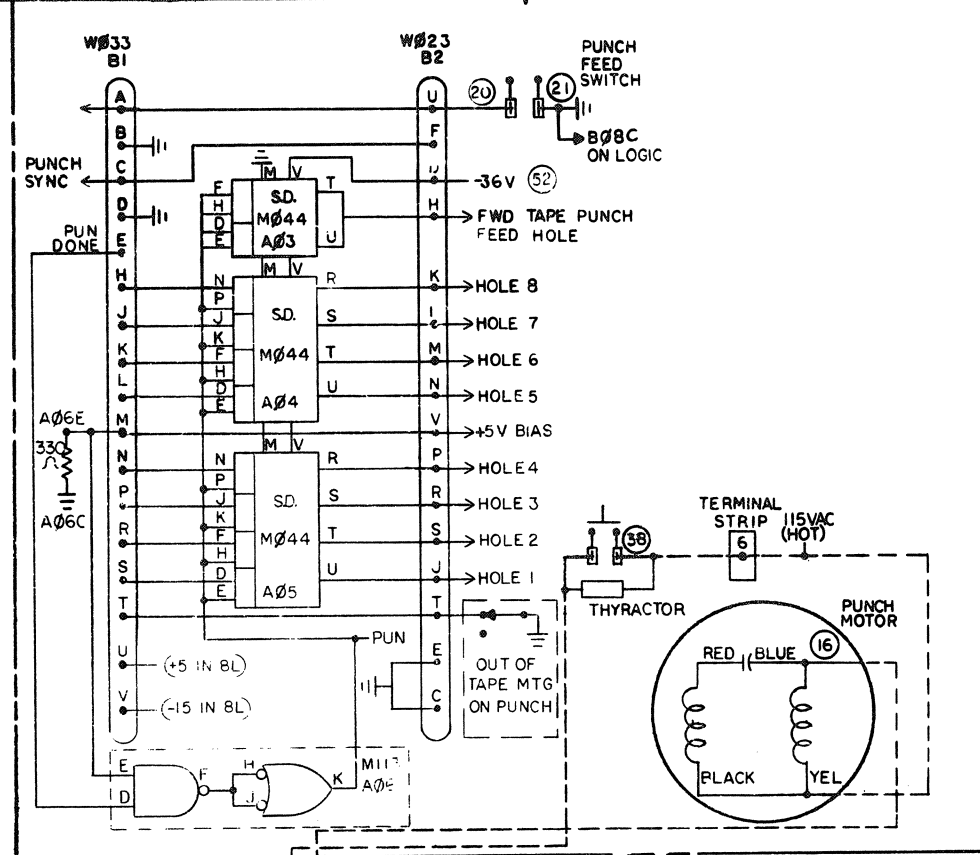 WØ33
B1
WØ23
B2
PUNCH
FEED
SWITCH
A
U
20
21
BØ8C
ON LOGIC
B
F
PUNCH
SYNC
C
M V
-36V
52
F
H
D
E
S.D.
MØ44
AØ3
T
U
D
H
FWD TAPE PUNCH
FEED HOLE
PUN
DONE
E
M V
H
N
P
R
K
HOLE 8
J
J
S.D.
S
HOLE 7
K
K
F
MØ44
T
M
HOLE 6
L
H
D
E
AØ4
U
N
HOLE 5
AØ6E
M
V
+5V BIAS
330
Ω
M V
N
N
P
R
P
HOLE 4
P
J
S.D.
S
R
HOLE 3
AØ6C
R
K
F
MØ44
T
S
HOLE 2
S
H
D
E
AØ5
U
J
HOLE 1
T
T
38
TERMINAL
STRIP
6
115VAC
(HOT)
THYRACTOR
PUN
U
(+5 IN 8L)
E
OUT OF
TAPE MTG
ON PUNCH
V
(-15 IN 8L)
C
PUNCH
MOTOR
RED
BLUE
16
BLACK
YEL
E
D
F
H
J
K